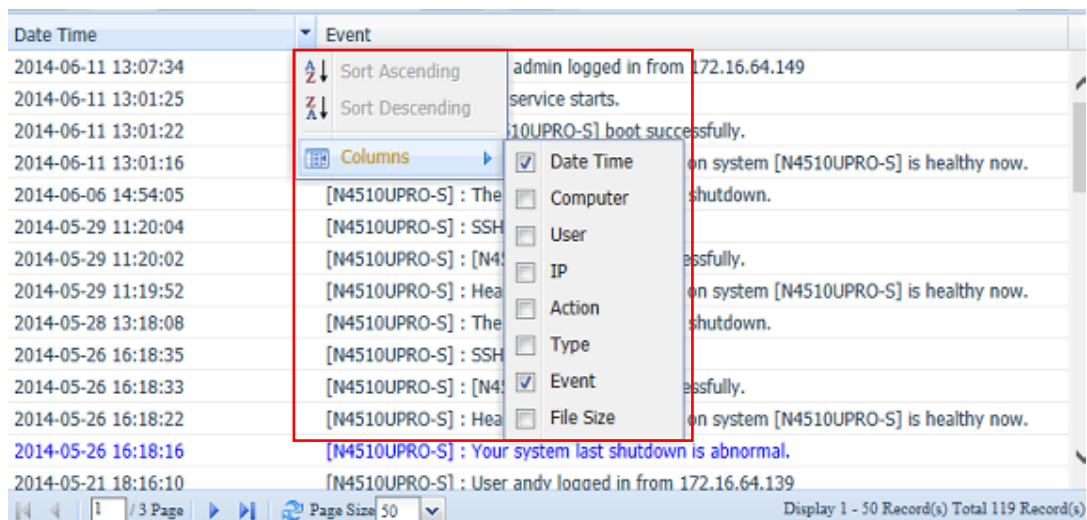 Date Time Event
2014-06-11 13:07:34 admin logged in from 172.16.64.149
Sort Ascending
2014-06-11 13:01:25 service starts.
Sort Descending
2014-06-11 13:01:22 510UPRO-S] boot successfully.
Columns
2014-06-11 13:01:16 on system [N4510UPRO-S] is healthy now.
Date Time
2014-06-06 14:54:05 [N4510UPRO-S] : The shutdown.
Computer
2014-05-29 11:20:04 [N4510UPRO-S] : SSH
User
2014-05-29 11:20:02 [N4510UPRO-S] : [N4 essfully.
IP
2014-05-29 11:19:52 [N4510UPRO-S] : Hea on system [N4510UPRO-S] is healthy now.
Action
2014-05-28 13:18:08 [N4510UPRO-S] : The shutdown.
Type
2014-05-26 16:18:35 [N4510UPRO-S] : SSH
Event
2014-05-26 16:18:33 [N4510UPRO-S] : [N4 essfully.
File Size
2014-05-26 16:18:22 [N4510UPRO-S] : Hea on system [N4510UPRO-S] is healthy now.
2014-05-26 16:18:16 [N4510UPRO-S] : Your system last shutdown is abnormal.
2014-05-21 18:16:10 [N4510UPRO-S] : User andy logged in from 172.16.64.139
1 / 3 Page Page Size 50 Display 1 - 50 Record(s) Total 119 Record(s)